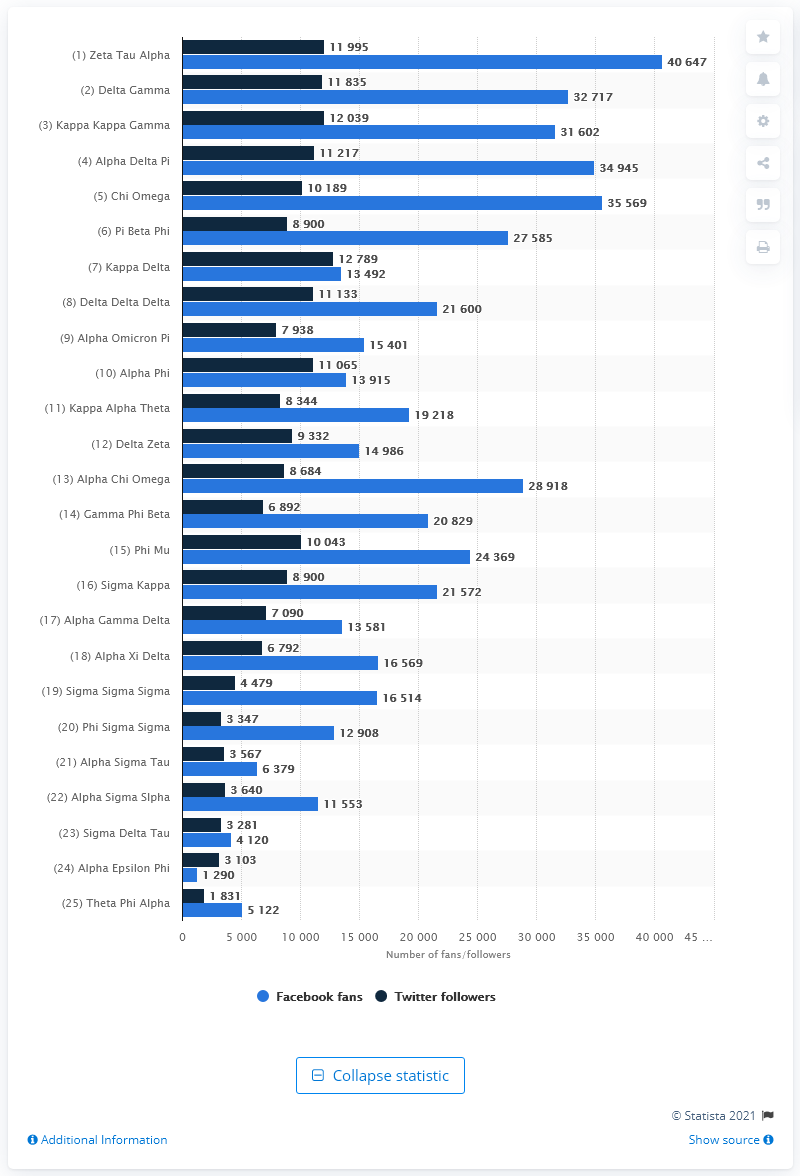 (1) Zeta Tau Alpha 11 995
40 647
(2) Delta Gamma 11 835
32 717
(3) Kappa Kappa Gamma 12 039
31 602
(4) Alpha Delta Pi 11 217
34 945
(5) Chi Omega 10 189
35 569
(6) Pi Beta Phi 8 900
27 585
(7) Kappa Delta 12 789
13 492
(8) Delta Delta Delta 11 133
21 600
(9) Alpha Omicron Pi 7 938
15 401
(10) Alpha Phi 11 065
13 915
(11) Kappa Alpha Theta 8 344
19 218
(12) Delta Zeta 9 332
14 986
(13) Alpha Chi Omega 8 684
28 918
(14) Gamma Phi Beta 6 892
20 829
(15) Phi Mu 10 043
24 369
(16) Sigma Kappa 8 900
21 572
(17) Alpha Gamma Delta 7 090
13 581
(18) Alpha Xi Delta 6 792
16 569
(19) Sigma Sigma Sigma 4 479
16 514
(20) Phi Sigma Sigma 3 347
12 908
(21) Alpha Sigma Tau 3 567
6 379
(22) Alpha Sigma Slpha 3 640
11 553
(23) Sigma Delta Tau 3 281
4 120
(24) Alpha Epsilon Phi 3 103
1 290
(25) Theta Phi Alpha 1 831
5 122
0 5 000 10 000 15 000 20 000 25 000 30 000 35 000 40 000 45 ...
Number of fans/followers
Facebook fans Twitter followers
Collapse statistic
© Statista 2021
Additional Information Show source